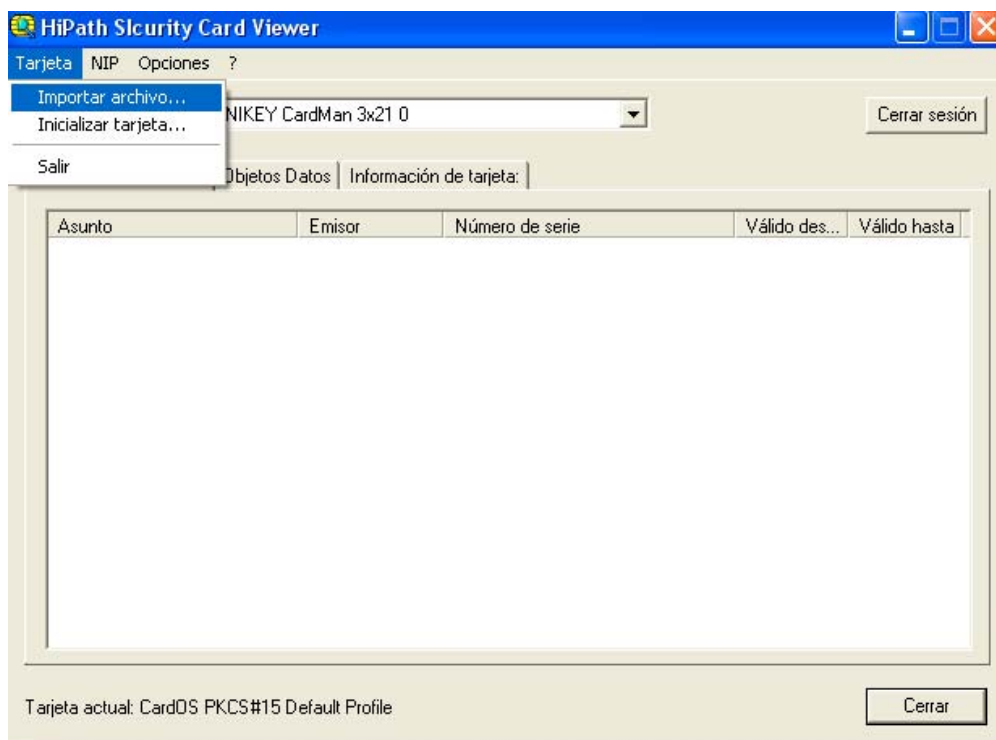 HiPath SIcurity Card Viewer
Tarjeta NIP Opciones ?
Importar archivo...
NIKEY CardMan 3x21 0
Cerrar sesión
Inicializar tarjeta...
Salir
Objetos Datos Información de tarjeta:
Asunto Emisor Número de serie Válido des... Válido hasta
Tarjeta actual: CardOS PKCS#15 Default Profile
Cerrar